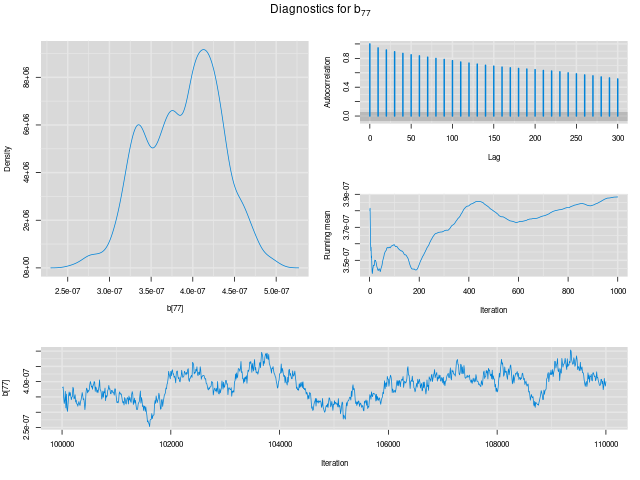 Diagnostics for b77
Density
0e+00
2e+06
4e+06
6e+06
8e+06
2.5e-07
3.0e-07
3.5e-07
4.0e-07
4.5e-07
5.0e-07
b[77]
Autocorrelation
0.0
0.4
0.8
0
50
100
150
200
250
300
Lag
Running mean
3.5e-07
3.7e-07
3.9e-07
0
200
400
600
800
1000
Iteration
b[77]
2.5e-07
4.0e-07
100000
102000
104000
106000
108000
110000
Iteration